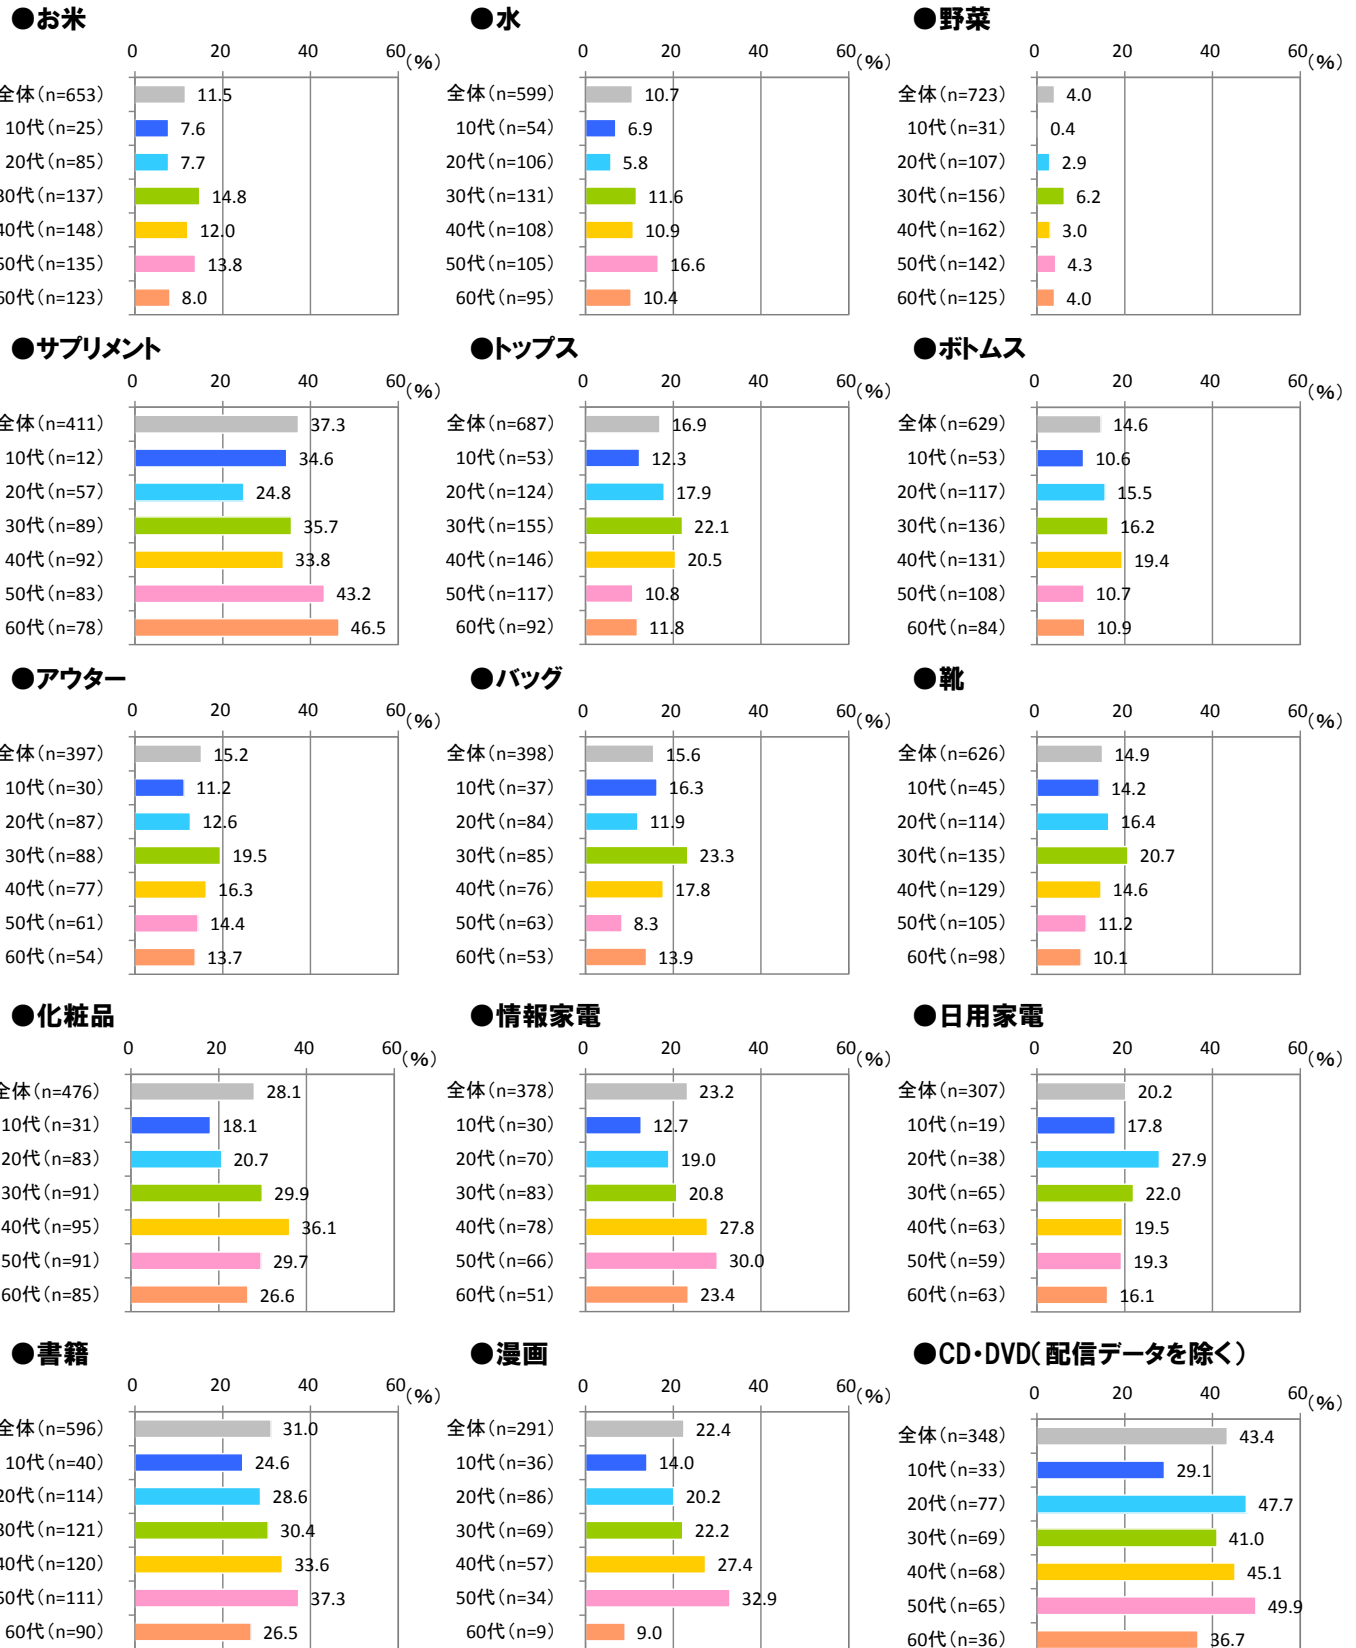 ●お米
0 20 40 60 (%)
全体(n=653) 11.5
10代(n=25) 7.6
20代(n=85) 7.7
30代(n=137) 14.8
40代(n=148) 12.0
50代(n=135) 13.8
60代(n=123) 8.0
●水
0 20 40 60 (%)
全体(n=599) 10.7
10代(n=54) 6.9
20代(n=106) 5.8
30代(n=131) 11.6
40代(n=108) 10.9
50代(n=105) 16.6
60代(n=95) 10.4
●野菜
0 20 40 60 (%)
全体(n=723) 4.0
10代(n=31) 0.4
20代(n=107) 2.9
30代(n=156) 6.2
40代(n=162) 3.0
50代(n=142) 4.3
60代(n=125) 4.0
●サプリメント
0 20 40 60 (%)
全体(n=411) 37.3
10代(n=12) 34.6
20代(n=57) 24.8
30代(n=89) 35.7
40代(n=92) 33.8
50代(n=83) 43.2
60代(n=78) 46.5
●トップス
0 20 40 60 (%)
全体(n=687) 16.9
10代(n=53) 12.3
20代(n=124) 17.9
30代(n=155) 22.1
40代(n=146) 20.5
50代(n=117) 10.8
60代(n=92) 11.8
●ボトムス
0 20 40 60 (%)
全体(n=629) 14.6
10代(n=53) 10.6
20代(n=117) 15.5
30代(n=136) 16.2
40代(n=131) 19.4
50代(n=108) 10.7
60代(n=84) 10.9
●アウター
0 20 40 60 (%)
全体(n=397) 15.2
10代(n=30) 11.2
20代(n=87) 12.6
30代(n=88) 19.5
40代(n=77) 16.3
50代(n=61) 14.4
60代(n=54) 13.7
●バッグ
0 20 40 60 (%)
全体(n=398) 15.6
10代(n=37) 16.3
20代(n=84) 11.9
30代(n=85) 23.3
40代(n=76) 17.8
50代(n=63) 8.3
60代(n=53) 13.9
●靴
0 20 40 60 (%)
全体(n=626) 14.9
10代(n=45) 14.2
20代(n=114) 16.4
30代(n=135) 20.7
40代(n=129) 14.6
50代(n=105) 11.2
60代(n=98) 10.1
●化粧品
0 20 40 60 (%)
全体(n=476) 28.1
10代(n=31) 18.1
20代(n=83) 20.7
30代(n=91) 29.9
40代(n=95) 36.1
50代(n=91) 29.7
60代(n=85) 26.6
●情報家電
0 20 40 60 (%)
全体(n=378) 23.2
10代(n=30) 12.7
20代(n=70) 19.0
30代(n=83) 20.8
40代(n=78) 27.8
50代(n=66) 30.0
60代(n=51) 23.4
●日用家電
0 20 40 60 (%)
全体(n=307) 20.2
10代(n=19) 17.8
20代(n=38) 27.9
30代(n=65) 22.0
40代(n=63) 19.5
50代(n=59) 19.3
60代(n=63) 16.1
●書籍
0 20 40 60 (%)
全体(n=596) 31.0
10代(n=40) 24.6
20代(n=114) 28.6
30代(n=121) 30.4
40代(n=120) 33.6
50代(n=111) 37.3
60代(n=90) 26.5
●漫画
0 20 40 60 (%)
全体(n=291) 22.4
10代(n=36) 14.0
20代(n=86) 20.2
30代(n=69) 22.2
40代(n=57) 27.4
50代(n=34) 32.9
60代(n=9) 9.0
●CD・DVD(配信データを除く)
0 20 40 60 (%)
全体(n=348) 43.4
10代(n=33) 29.1
20代(n=77) 47.7
30代(n=69) 41.0
40代(n=68) 45.1
50代(n=65) 49.9
60代(n=36) 36.7